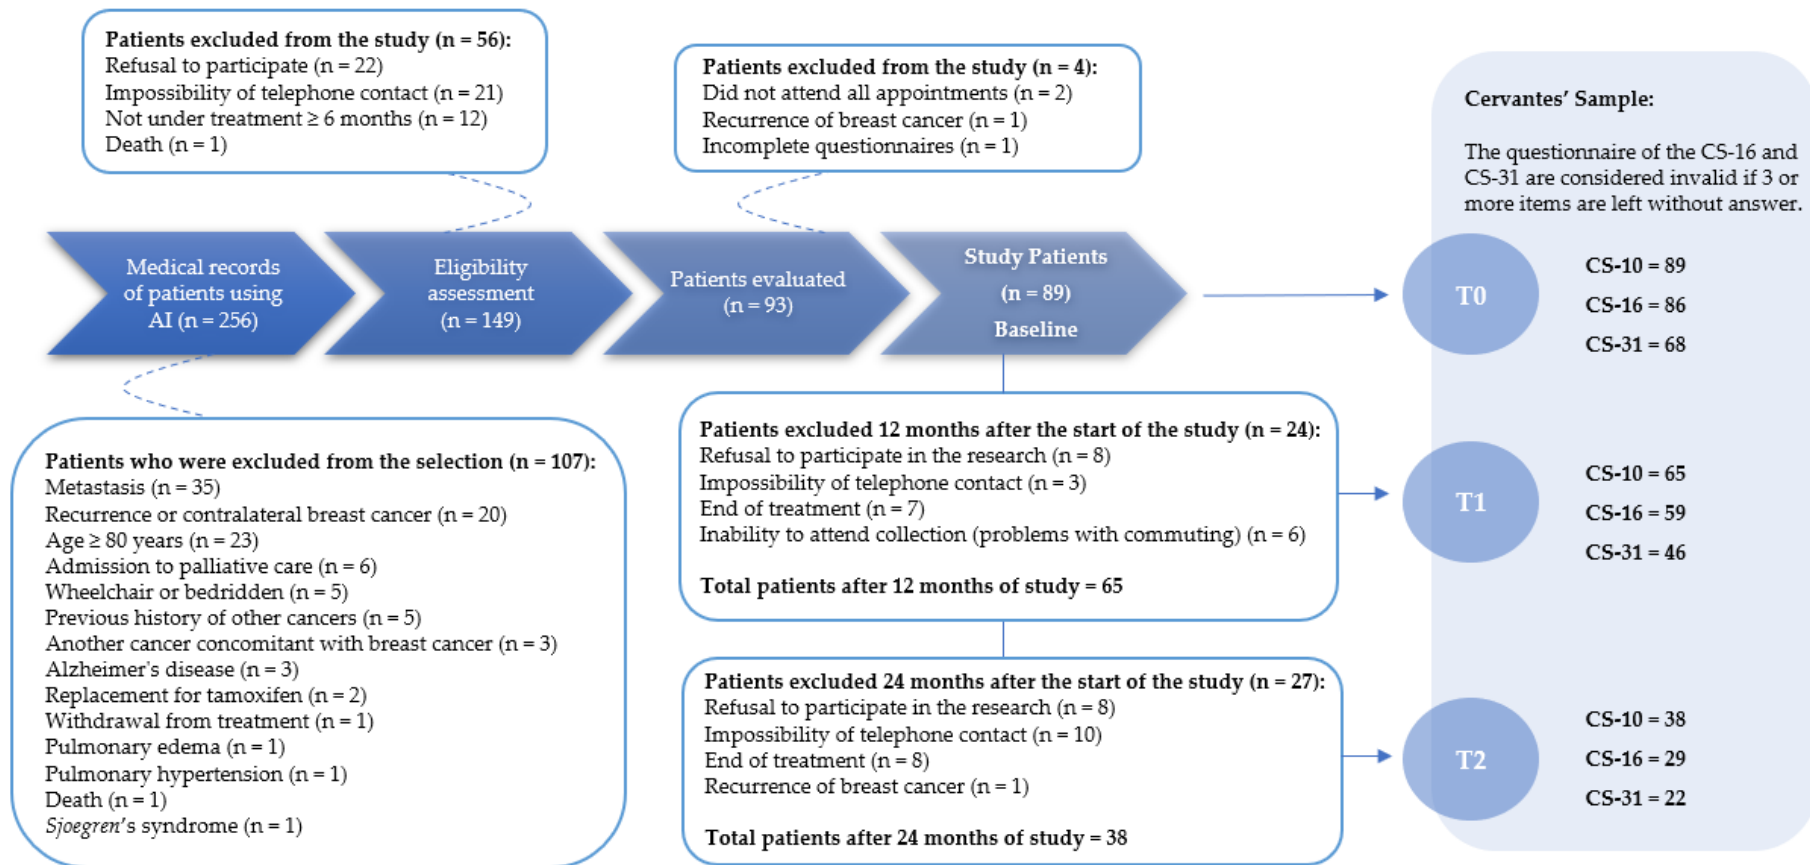 Patients excluded from the study (n = 56):
Refusal to participate (n = 22)
Impossibility of telephone contact (n = 21)
Not under treatment ≥ 6 months (n = 12)
Death (n = 1)
Patients excluded from the study (n = 4):
Did not attend all appointments (n = 2)
Recurrence of breast cancer (n = 1)
Incomplete questionnaires (n = 1)
Medical records
of patients using
AI (n = 256)
Eligibility
assessment
(n = 149)
Patients evaluated
(n = 93)
Study Patients
(n = 89)
Baseline
Patients who were excluded from the selection (n = 107):
Metastasis (n = 35)
Recurrence or contralateral breast cancer (n = 20)
Age ≥ 80 years (n = 23)
Admission to palliative care (n = 6)
Wheelchair or bedridden (n = 5)
Previous history of other cancers (n = 5)
Another cancer concomitant with breast cancer (n = 3)
Alzheimer's disease (n = 3)
Replacement for tamoxifen (n = 2)
Withdrawal from treatment (n = 1)
Pulmonary edema (n = 1)
Pulmonary hypertension (n = 1)
Death (n = 1)
Sjoegren's syndrome (n = 1)
Patients excluded 12 months after the start of the study (n = 24):
Refusal to participate in the research (n = 8)
Impossibility of telephone contact (n = 3)
End of treatment (n = 7)
Inability to attend collection (problems with commuting) (n = 6)
Total patients after 12 months of study = 65
Patients excluded 24 months after the start of the study (n = 27):
Refusal to participate in the research (n = 8)
Impossibility of telephone contact (n = 10)
End of treatment (n = 8)
Recurrence of breast cancer (n = 1)
Total patients after 24 months of study = 38
Cervantes' Sample:
The questionnaire of the CS-16 and
CS-31 are considered invalid if 3 or
more items are left without answer.
T0
CS-10 = 89
CS-16 = 86
CS-31 = 68
T1
CS-10 = 65
CS-16 = 59
CS-31 = 46
T2
CS-10 = 38
CS-16 = 29
CS-31 = 22